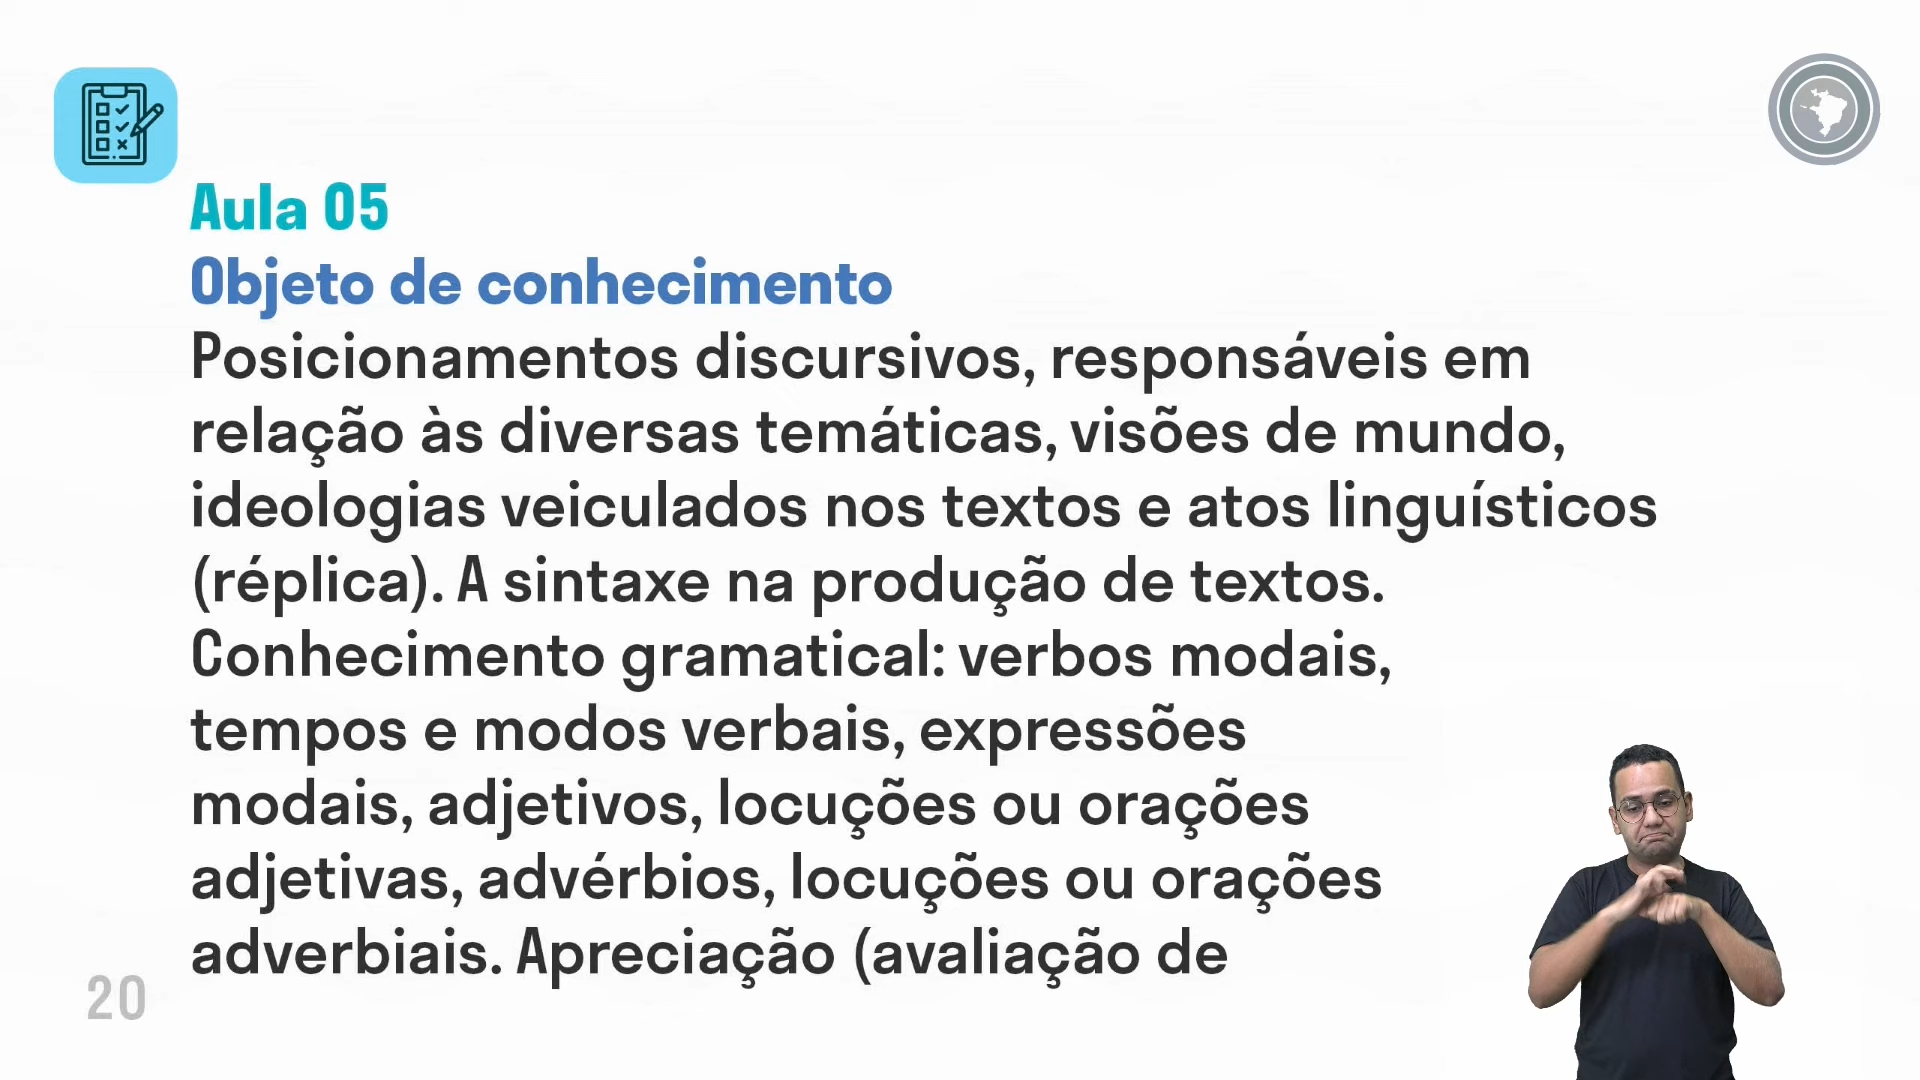 Aula 05
Objeto de conhecimento
Posicionamentos discursivos, responsáveis em
relação às diversas temáticas, visões de mundo,
ideologias veiculados nos textos e atos linguísticos
(réplica). A sintaxe na produção de textos.
Conhecimento gramatical: verbos modais,
tempos e modos verbais, expressões
modais, adjetivos, locuções ou orações
adjetivas, advérbios, locuções ou orações
adverbiais. Apreciação (avaliação de
20